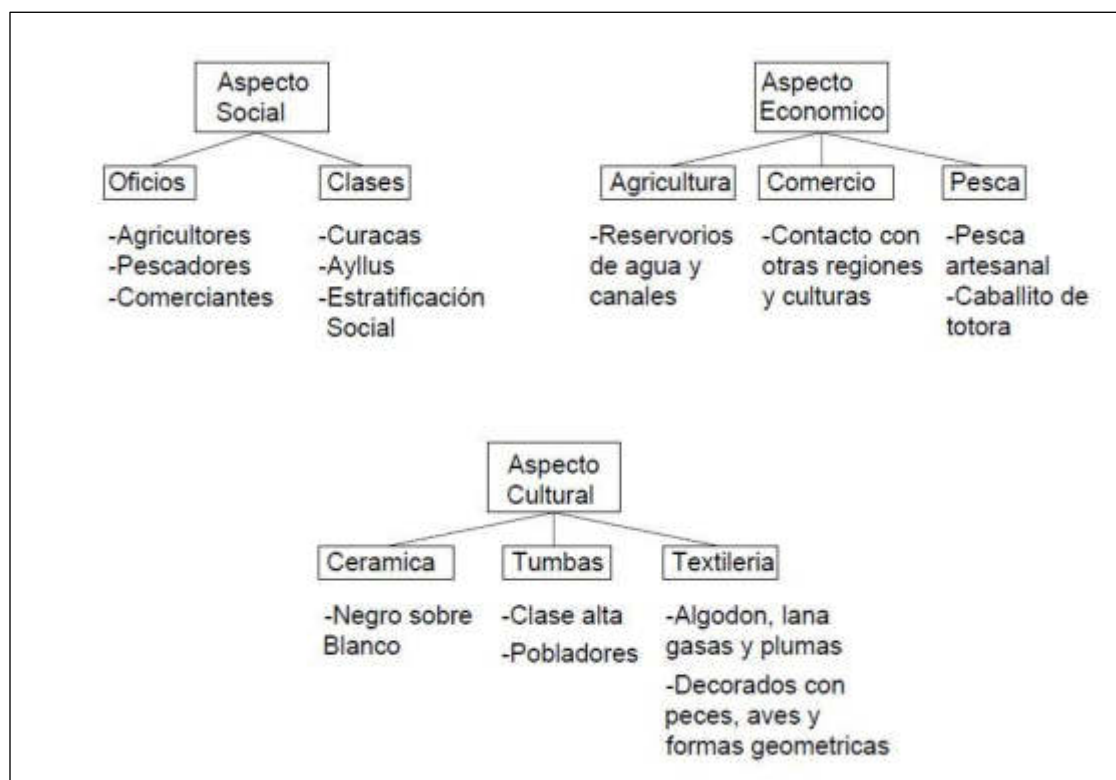 Aspecto
Social
Oficios
-Agricultores
-Pescadores
-Comerciantes
Clases
-Curacas
-Ayllus
-Estratificación
Social
Aspecto
Economico
Agricultura
-Reservorios
de agua y
canales
Comercio
-Contacto con
otras regiones
y culturas
Pesca
-Pesca
artesanal
-Caballito de
totora
Aspecto
Cultural
Ceramica
-Negro sobre
Blanco
Tumbas
-Clase alta
-Pobladores
Textileria
-Algodon, lana
gasas y plumas
-Decorados con
peces, aves y
formas geometricas